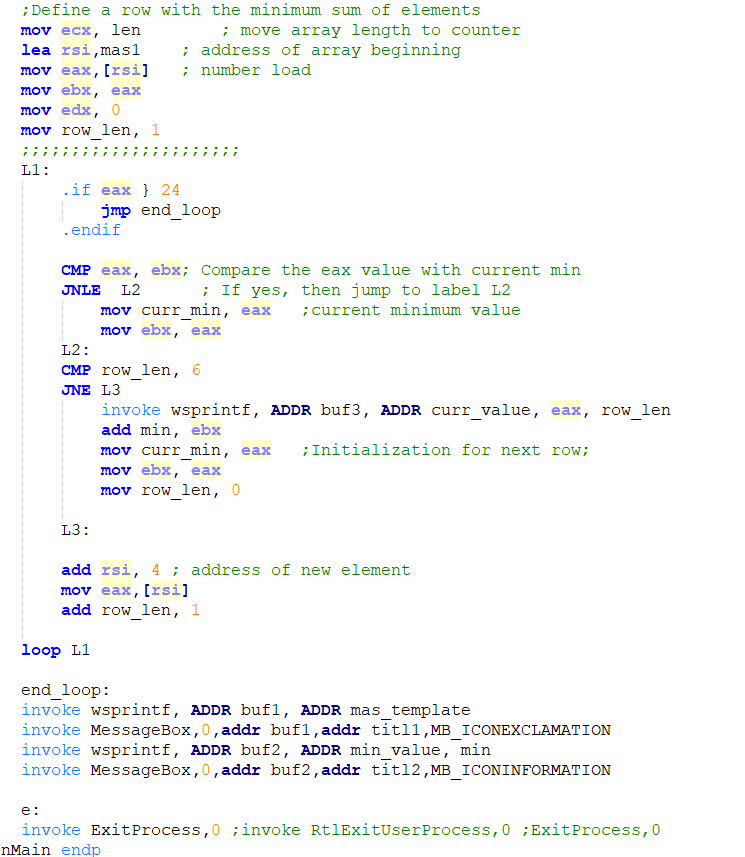 ;Define a row with the minimum sum of elements
mov ecx, len ; move array length to counter
lea rsi,mas1 ; address of array beginning
mov eax,[rsi] ; number load
mov ebx, eax
mov edx, 0
mov row_len, 1
;;;;;;;;;;;;;;;;;;;;;;
L1:
.if eax } 24
jmp end_loop
.endif
CMP eax, ebx; Compare the eax value with current min
JNLE L2 ; If yes, then jump to label L2
mov curr_min, eax ;current minimum value
mov ebx, eax
L2:
CMP row_len, 6
JNE L3
invoke wsprintf, ADDR buf3, ADDR curr_value, eax, row_len
add min, ebx
mov curr_min, eax ;Initialization for next row;
mov ebx, eax
mov row_len, 0
L3:
add rsi, 4 ; address of new element
mov eax,[rsi]
add row_len, 1
loop L1
end_loop:
invoke wsprintf, ADDR buf1, ADDR mas_template
invoke MessageBox,0,addr buf1,addr titl1,MB_ICONEXCLAMATION
invoke wsprintf, ADDR buf2, ADDR min_value, min
invoke MessageBox,0,addr buf2,addr titl2,MB_ICONINFORMATION
e:
invoke ExitProcess,0 ;invoke RtlExitUserProcess,0 ;ExitProcess,0
nMain endp